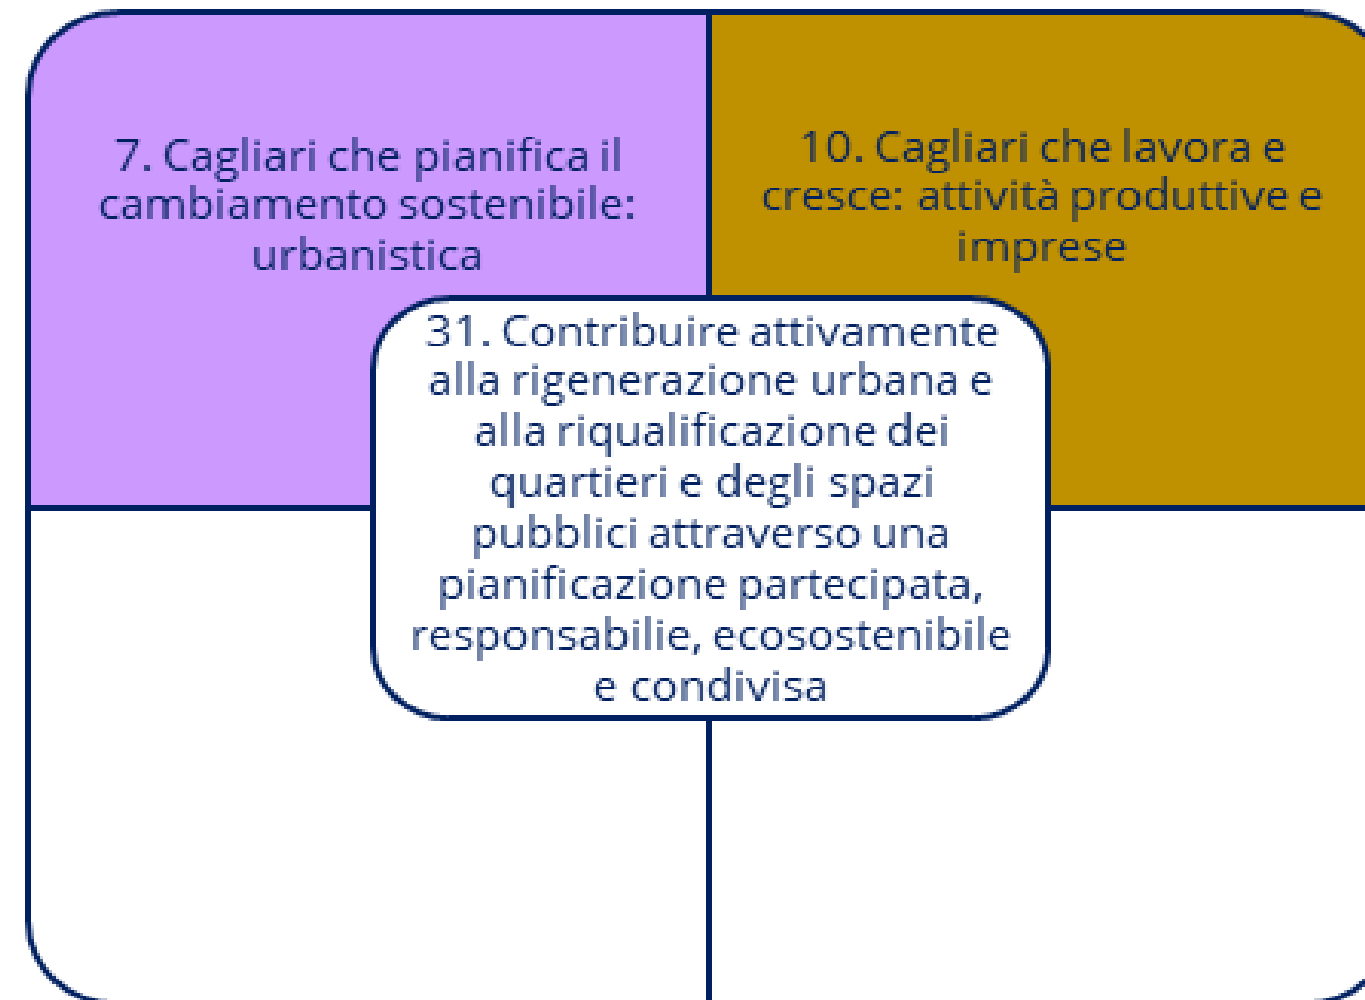 7. Cagliari che pianifica il
cambiamento sostenibile:
urbanistica
10. Cagliari che lavora e
cresce: attività produttive e
imprese
31. Contribuire attivamente
alla rigenerazione urbana e
alla riqualificazione dei
quartieri e degli spazi
pubblici attraverso una
pianificazione partecipata,
responsabilie, ecosostenibile
e condivisa